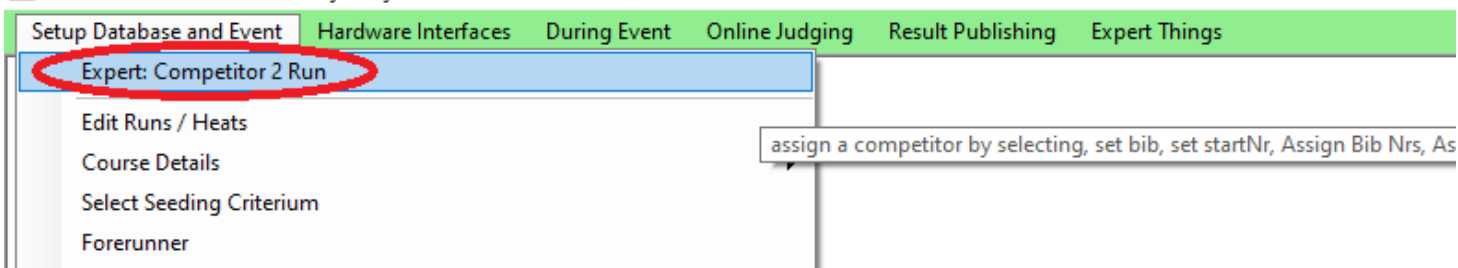 Setup Database and Event Hardware Interfaces During Event Online Judging Result Publishing Expert Things
Expert: Competitor 2 Run
Edit Runs / Heats
assign a competitor by selecting, set bib, set startNr, Assign Bib Nrs, As
Course Details
Select Seeding Criterium
Forerunner